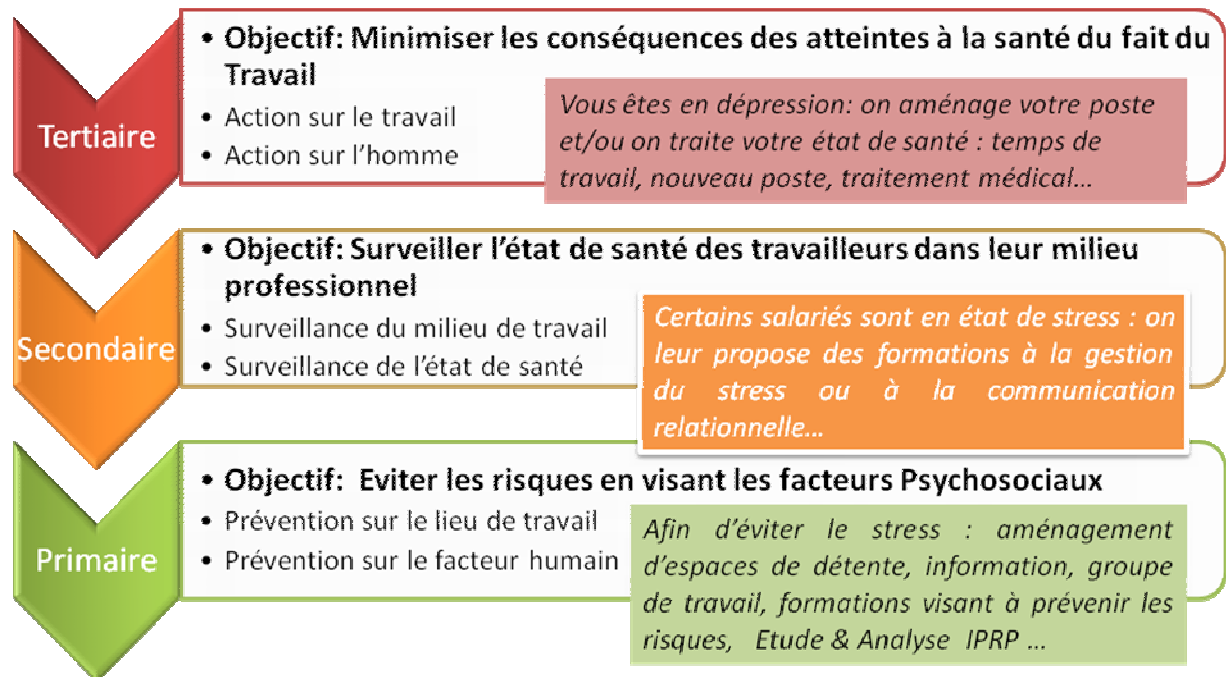 Tertiaire
• Objectif: Minimiser les conséquences des atteintes à la santé du fait du
Travail
• Action sur le travail
• Action sur l'homme
Vous êtes en dépression: on aménage votre poste
et/ou on traite votre état de santé : temps de
travail, nouveau poste, traitement médical…
Secondaire
• Objectif: Surveiller l'état de santé des travailleurs dans leur milieu
professionnel
• Surveillance du milieu de travail
• Surveillance de l'état de santé
Certains salariés sont en état de stress : on
leur propose des formations à la gestion
du stress ou à la communication
relationnelle…
Primaire
• Objectif: Eviter les risques en visant les facteurs Psychosociaux
• Prévention sur le lieu de travail
• Prévention sur le facteur humain
Afin d'éviter le stress : aménagement
d'espaces de détente, information, groupe
de travail, formations visant à prévenir les
risques, Etude & Analyse IPRP …